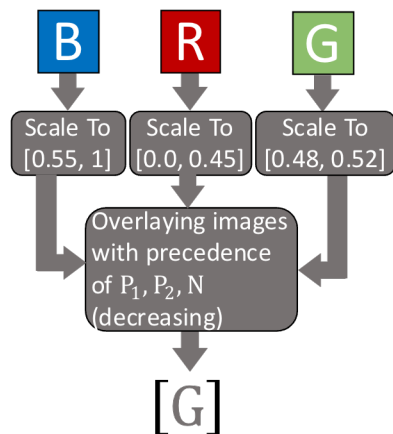 B R G
Scale To
[0.55, 1]
Scale To
[0.0, 0.45]
Scale To
[0.48, 0.52]
Overlaying images
with precedence
of P₁, P₂, N
(decreasing)
[G]